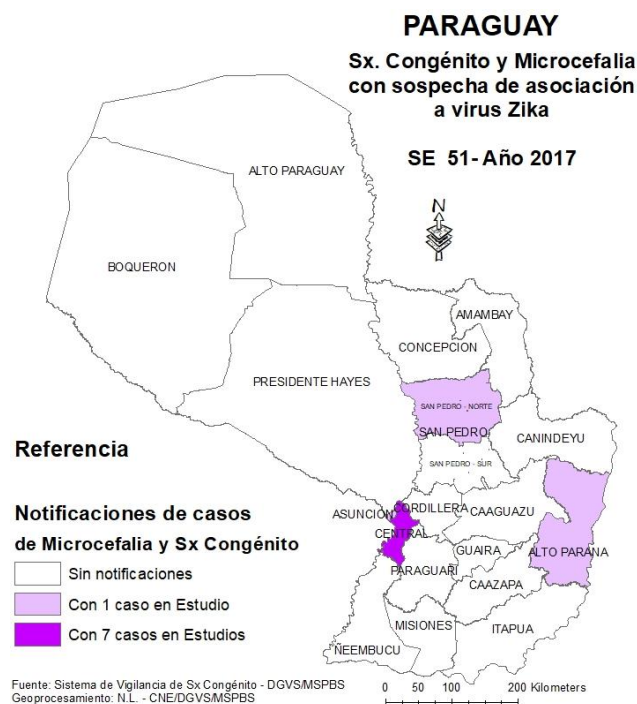 PARAGUAY
Sx. Congénito y Microcefalia
con sospecha de asociación
a virus Zika
SE 51- Año 2017
N
ALTO PARAGUAY
BOQUERON
AMAMBAY
CONCEPCION
PRESIDENTE HAYES
SAN PEDRO - NORTE
SAN PEDRO
CANINDEYU
SAN PEDRO - SUR
ASUNCIÓN
CORDILLERA
CAAGUAZU
CENTRAL
GUAIRA
ALTO PARANA
PARAGUARI
CAAZAPA
MISIONES
ITAPUA
ÑEEMBUCU
Referencia
Notificaciones de casos
de Microcefalia y Sx Congénito
Sin notificaciones
Con 1 caso en Estudio
Con 7 casos en Estudios
Fuente: Sistema de Vigilancia de Sx Congénito - DGVS/MSPBS
Geoprocesamiento: N.L. - CNE/DGVS/MSPBS
0 50 100 200 Kilometers